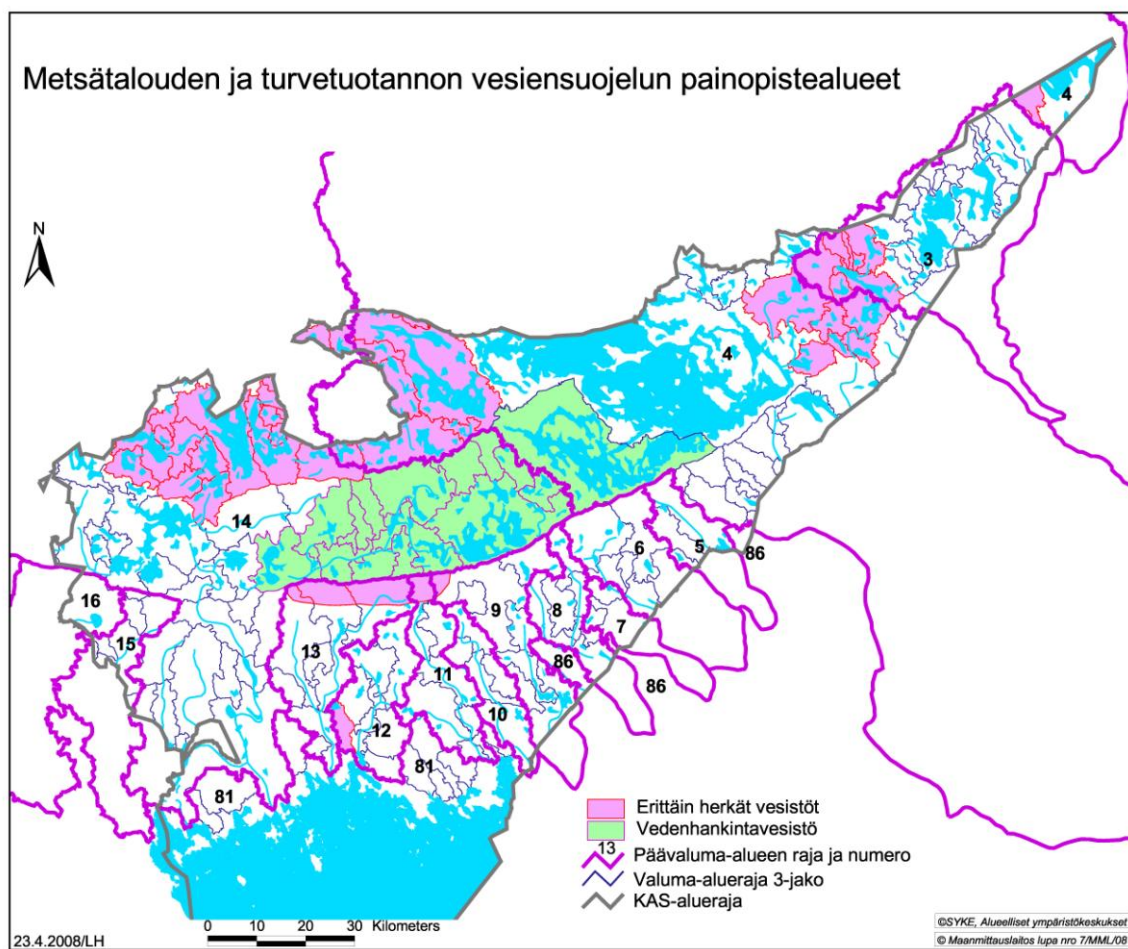 Metsätalouden ja turvetuotannon vesiensuojelun painopistealueet
4
N
3
4
14
16
15
13
9
8
6
5
86
7
11
86
86
10
12
81
81
Erittäin herkät vesistöt
Vedenhankintavesistö
13 Päävaluma-alueen raja ja numero
Valuma-alueraja 3-jako
KAS-alueraja
0 10 20 30 Kilometers
23.4.2008/LH
©SYKE, Alueelliset ympäristökeskukset
© Maanmittauslaitos lupa nro 7/MML/08